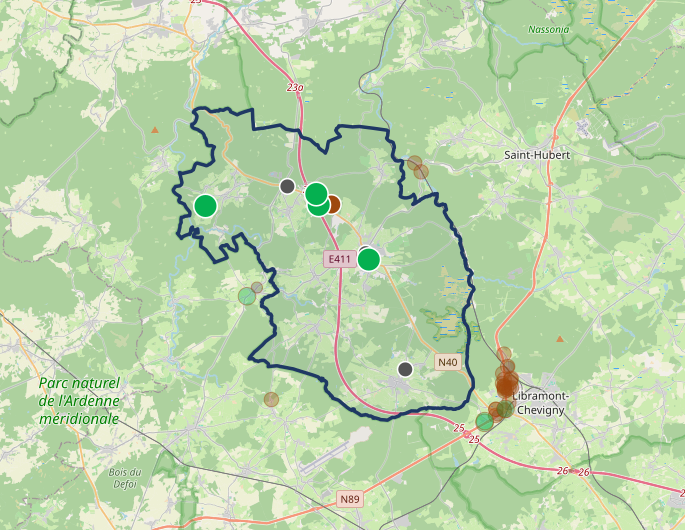 25
Nassonia
23a
Saint-Hubert
E411
N40
Parc naturel
de l'Ardenne
méridionale
Libramont-
Chevigny
25
25
Bois du
Defoi
26
26
N89